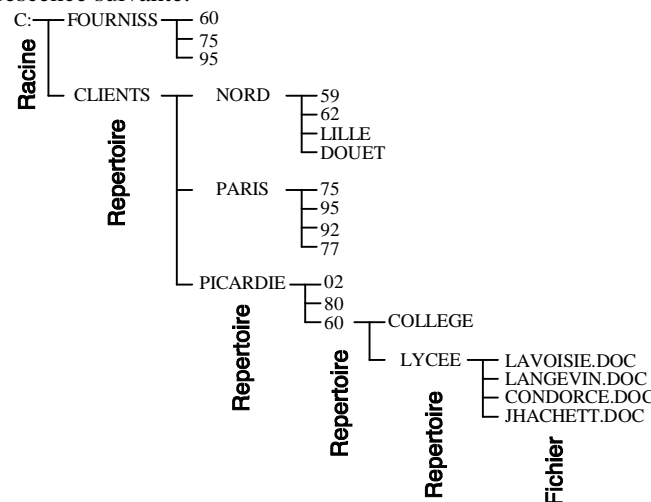 C: FOURNISS 60
75
95
Racine
CLIENTS NORD 59
62
LILLE
DOUET
Repertoire
PARIS 75
95
92
77
PICARDIE 02
80
60 COLLEGE
Repertoire
LYCEE LAVOISIE.DOC
LANGEVIN.DOC
CONDORCE.DOC
JHACHETT.DOC
Repertoire
Repertoire
Fichier